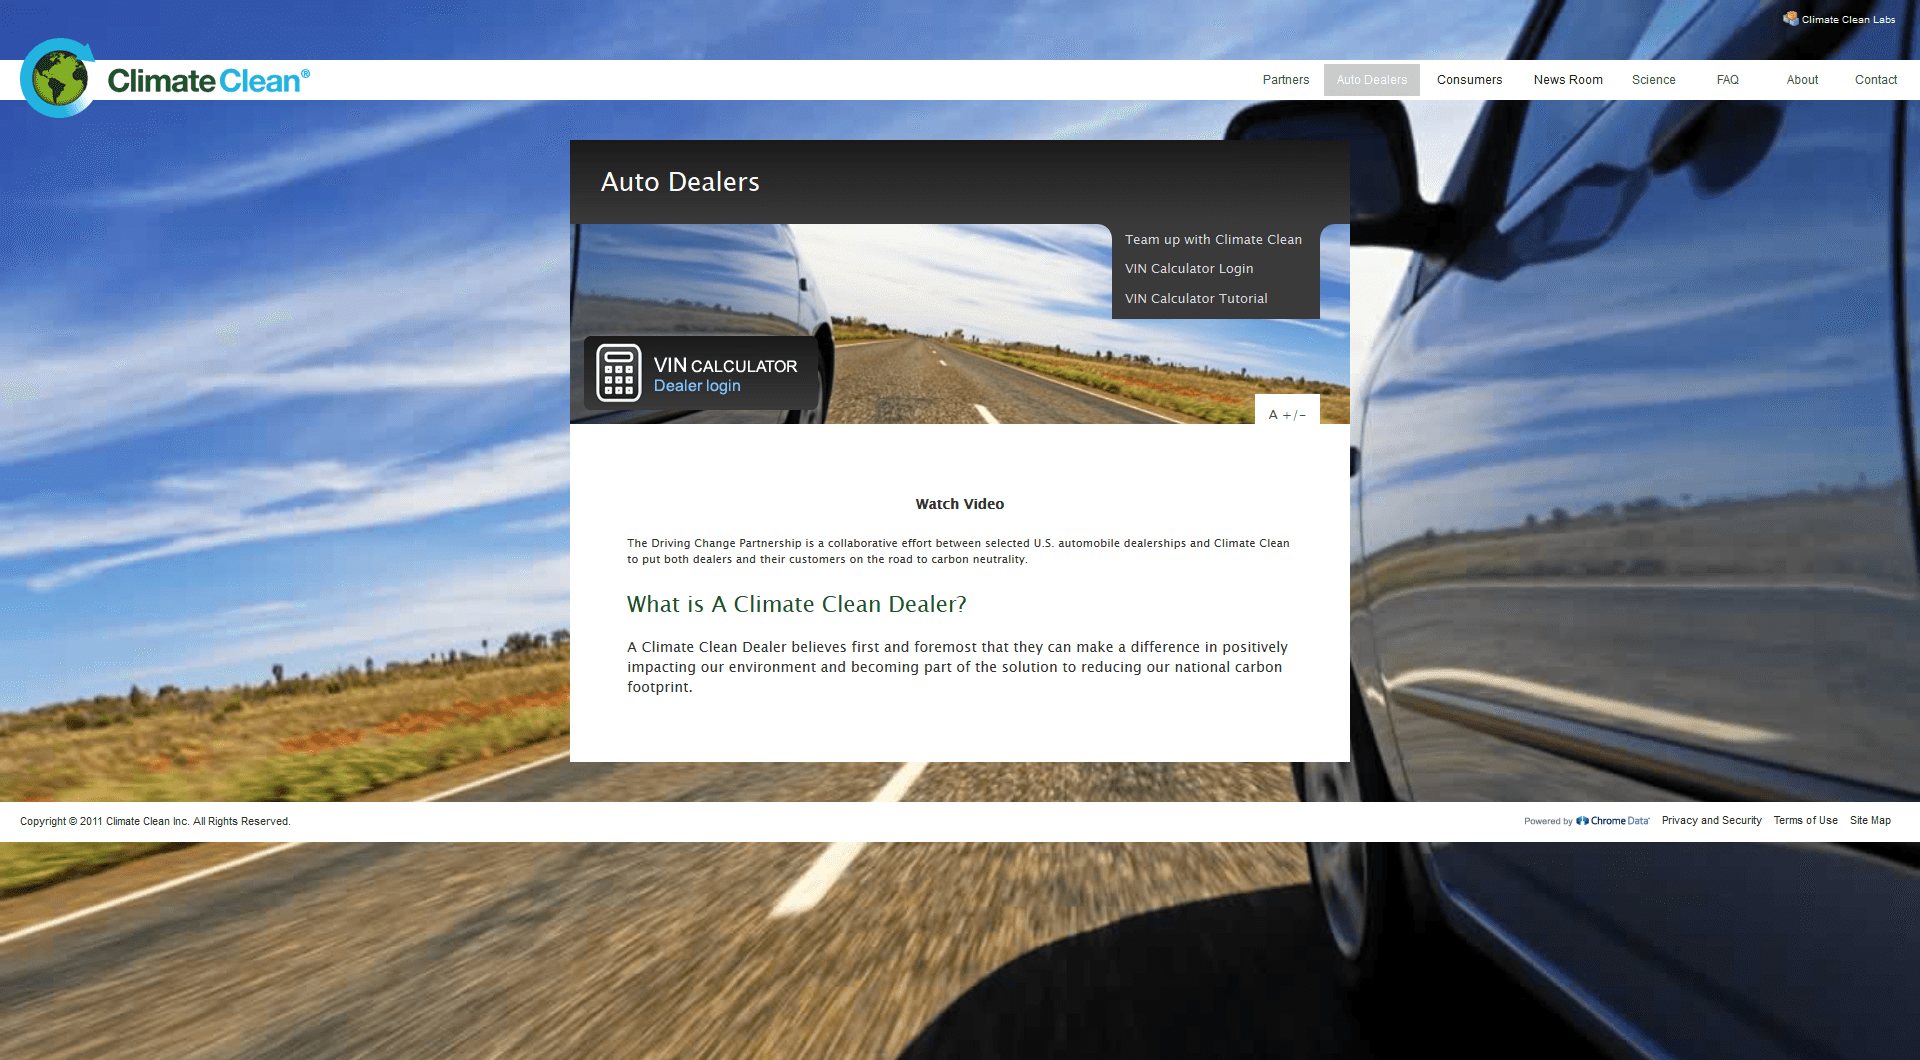 Climate Clean Labs
ClimateClean®
Partners
Auto Dealers
Consumers
News Room
Science
FAQ
About
Contact
Auto Dealers
Team up with Climate Clean
VIN Calculator Login
VIN Calculator Tutorial
VIN CALCULATOR
Dealer login
A +/-
Watch Video
The Driving Change Partnership is a collaborative effort between selected U.S. automobile dealerships and Climate Clean
to put both dealers and their customers on the road to carbon neutrality.
What is A Climate Clean Dealer?
A Climate Clean Dealer believes first and foremost that they can make a difference in positively
impacting our environment and becoming part of the solution to reducing our national carbon
footprint.
Copyright © 2011 Climate Clean Inc. All Rights Reserved.
Powered by Chrome Data
Privacy and Security
Terms of Use
Site Map